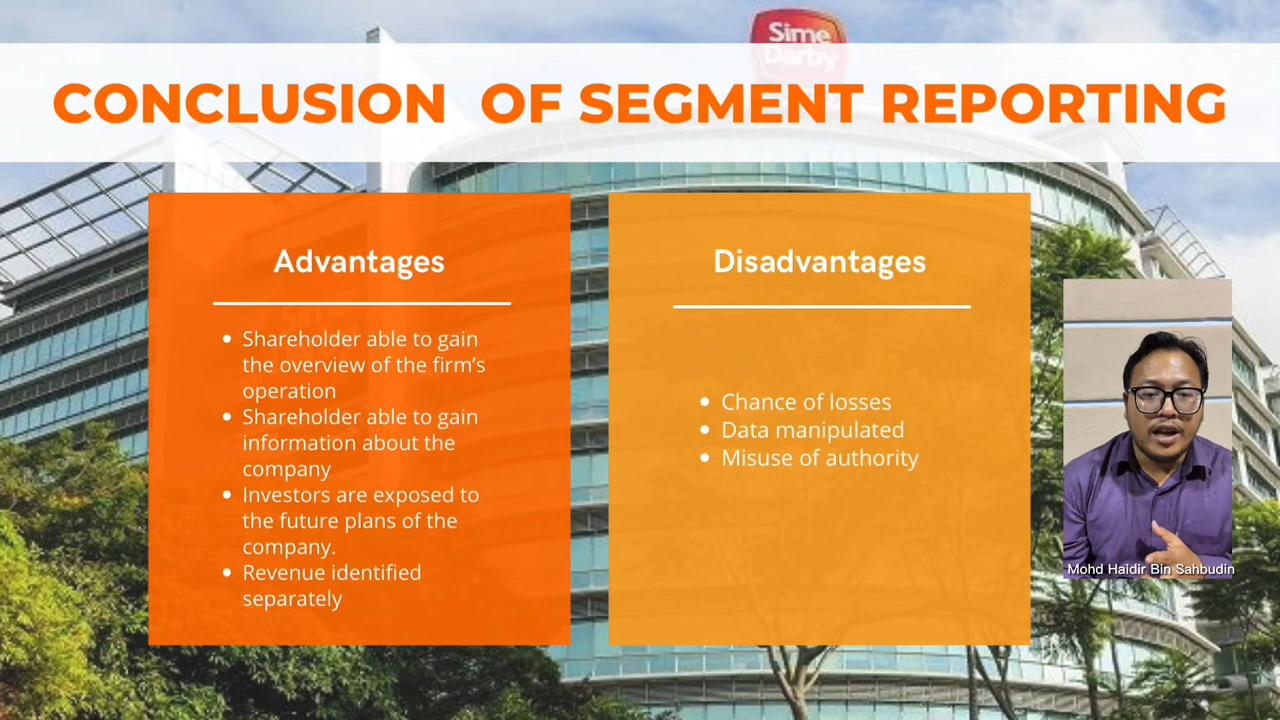 Sime
Darby
CONCLUSION OF SEGMENT REPORTING
Advantages
Shareholder able to gain
the overview of the firm's
operation
Shareholder able to gain
information about the
company
Investors are exposed to
the future plans of the
company.
Revenue identified
separately
Disadvantages
Chance of losses
Data manipulated
Misuse of authority
Mohd Haidir Bin Sahbudin